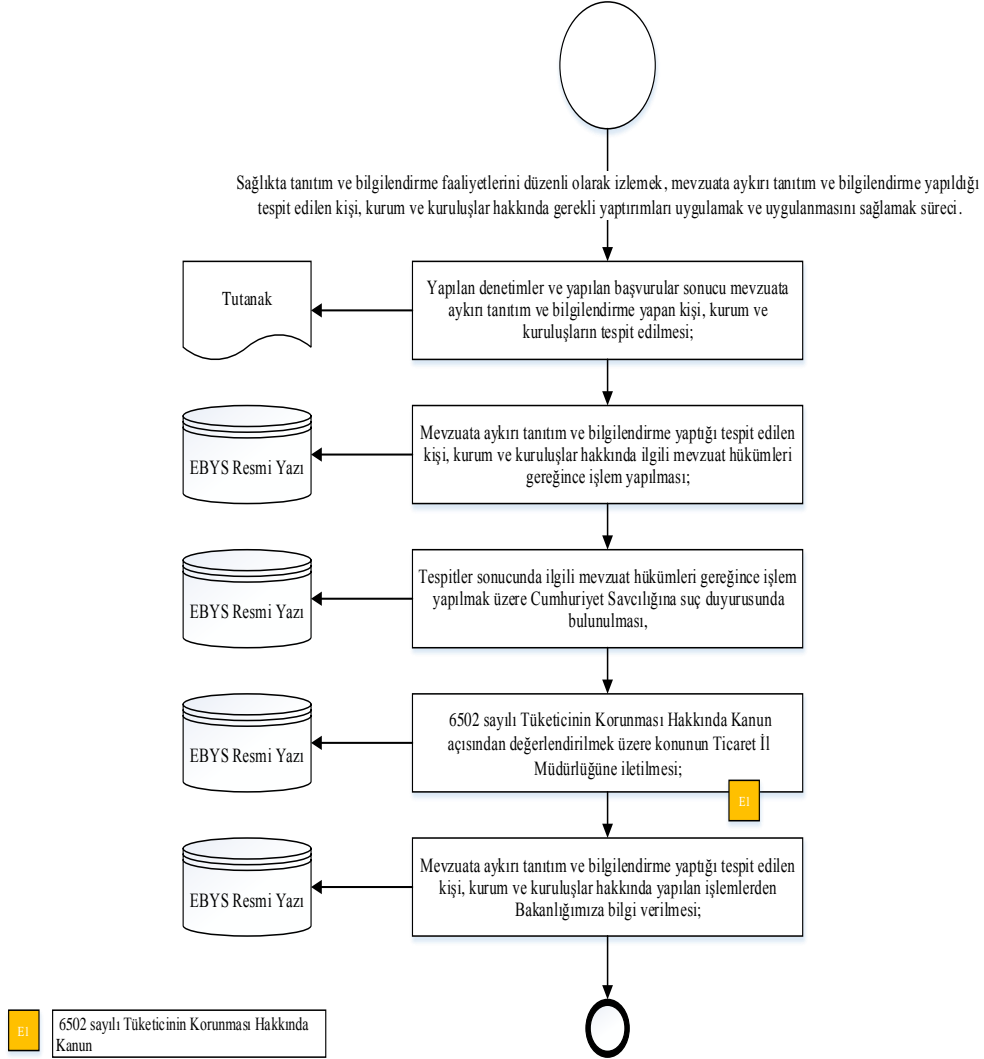 Sağlıkta tanıtım ve bilgilendirme faaliyetlerini düzenli olarak izlemek, mevzuata aykırı tanıtım ve bilgilendirme yapıldığı
tespit edilen kişi, kurum ve kuruluşlar hakkında gerekli yaptırımları uygulamak ve uygulanmasını sağlamak süreci.
Tutanak
Yapılan denetimler ve yapılan başvurular sonucu mevzuata
aykırı tanıtım ve bilgilendirme yapan kişi, kurum ve
kuruluşların tespit edilmesi;
EBYS Resmi Yazı
Mevzuata aykırı tanıtım ve bilgilendirme yaptığı tespit edilen
kişi, kurum ve kuruluşlar hakkında ilgili mevzuat hükümleri
gereğince işlem yapılması;
EBYS Resmi Yazı
Tespitler sonucunda ilgili mevzuat hükümleri gereğince işlem
yapılmak üzere Cumhuriyet Savcılığına suç duyurusunda
bulunulması,
EBYS Resmi Yazı
6502 sayılı Tüketicinin Korunması Hakkında Kanun
açısından değerlendirilmek üzere konunun Ticaret İl
Müdürlüğüne iletilmesi;
E1
EBYS Resmi Yazı
Mevzuata aykırı tanıtım ve bilgilendirme yaptığı tespit edilen
kişi, kurum ve kuruluşlar hakkında yapılan işlemlerden
Bakanlığımıza bilgi verilmesi;
E1
6502 sayılı Tüketicinin Korunması Hakkında
Kanun